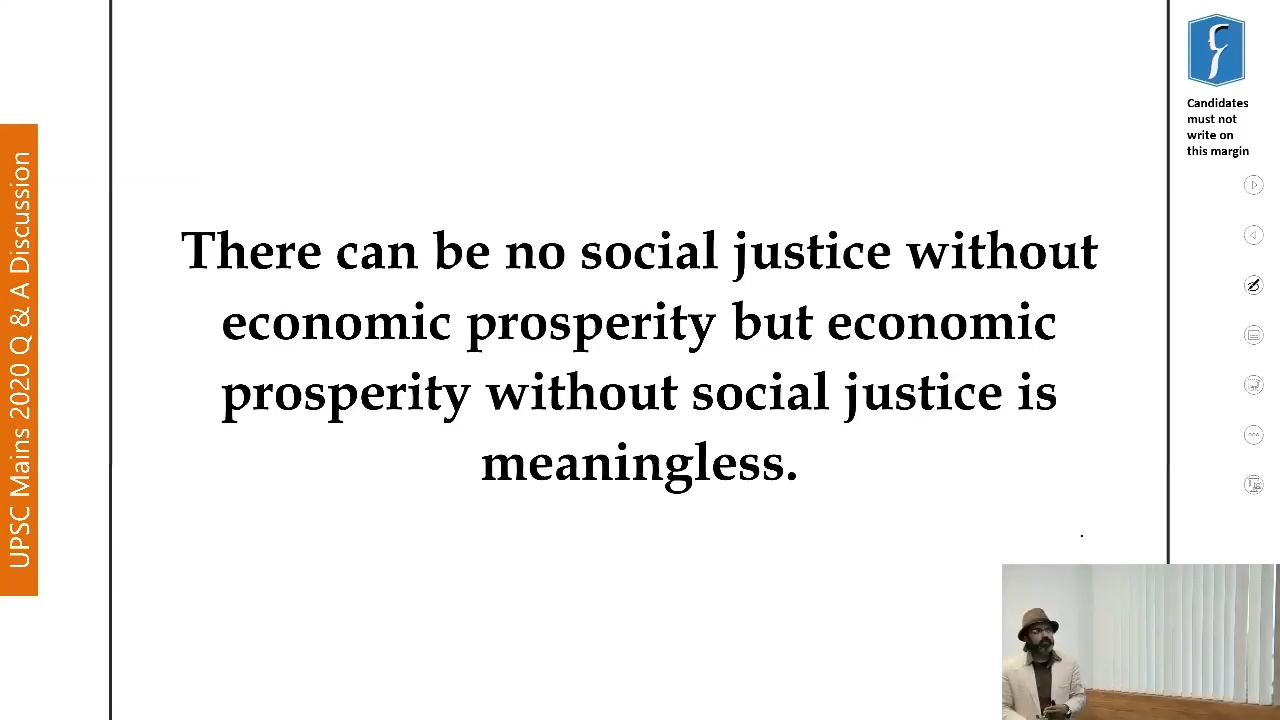 UPSC Mains 2020 Q & A Discussion
There can be no social justice without
economic prosperity but economic
prosperity without social justice is
meaningless.
Candidates
must not
write on
this margin